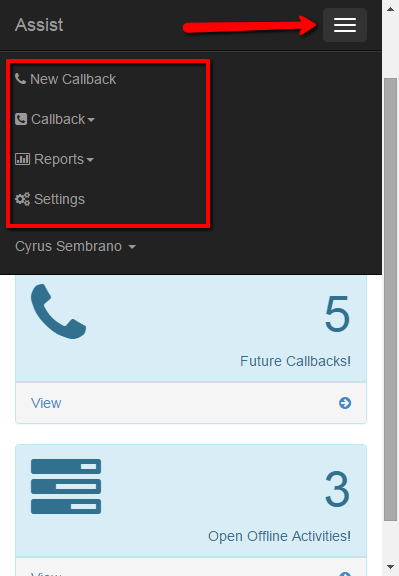 Assist
New Callback
Callback
Reports
Settings
Cyrus Sembrano
5
Future Callbacks!
View
3
Open Offline Activities!
View